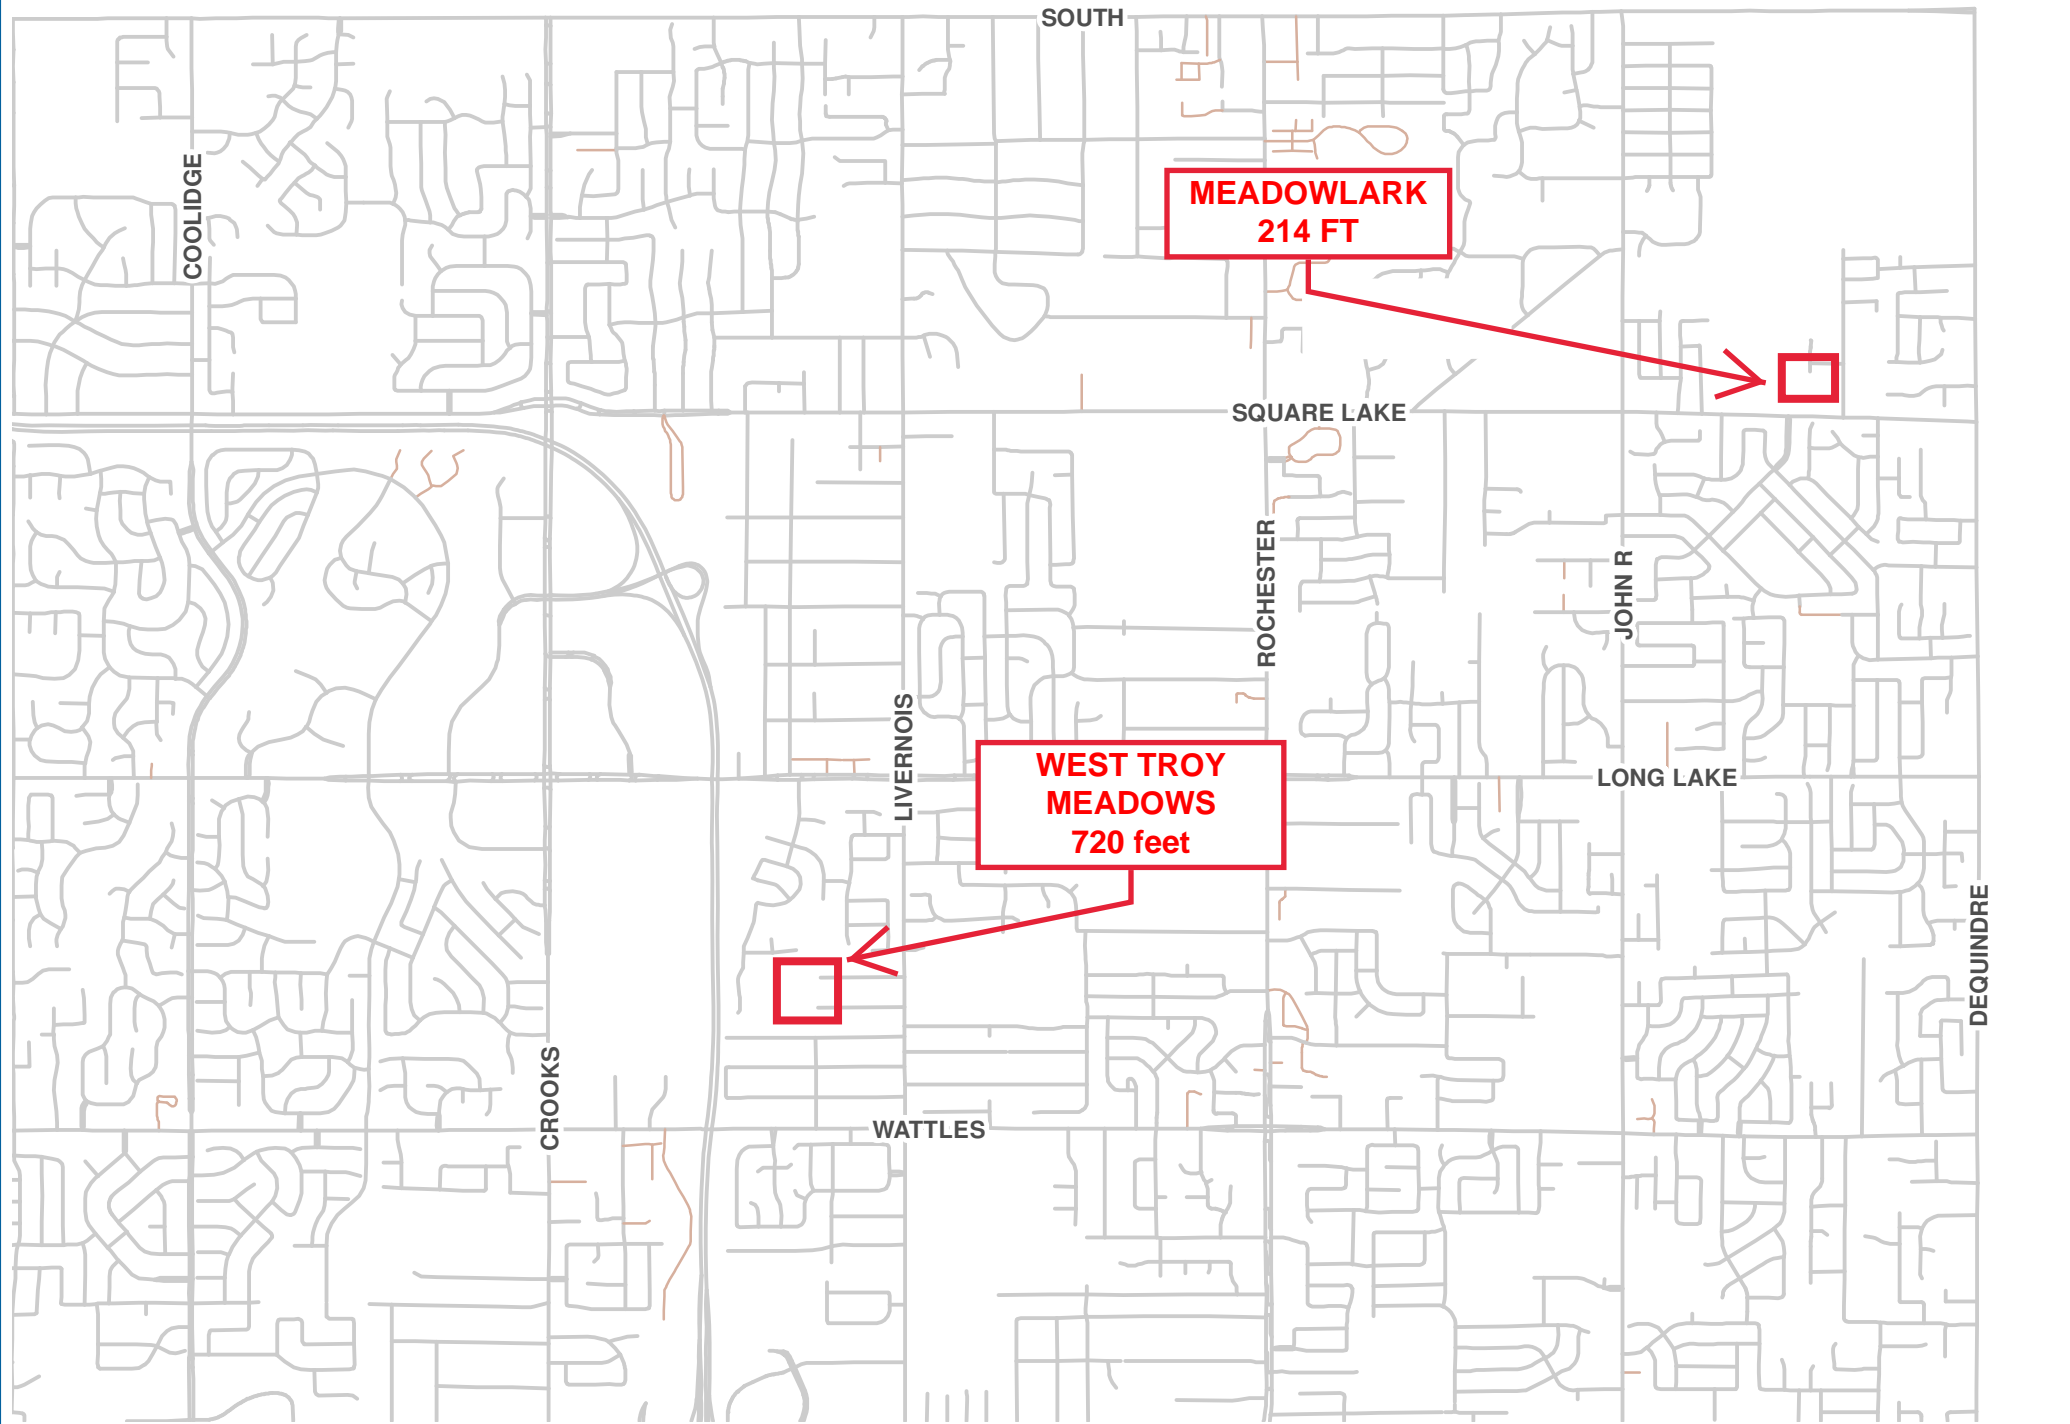 SOUTH
COOLIDGE
MEADOWLARK
214 FT
SQUARE LAKE
ROCHESTER
JOHN R
LIVERNOIS
WEST TROY
MEADOWS
720 feet
LONG LAKE
DEQUINDRE
CROOKS
WATTLES